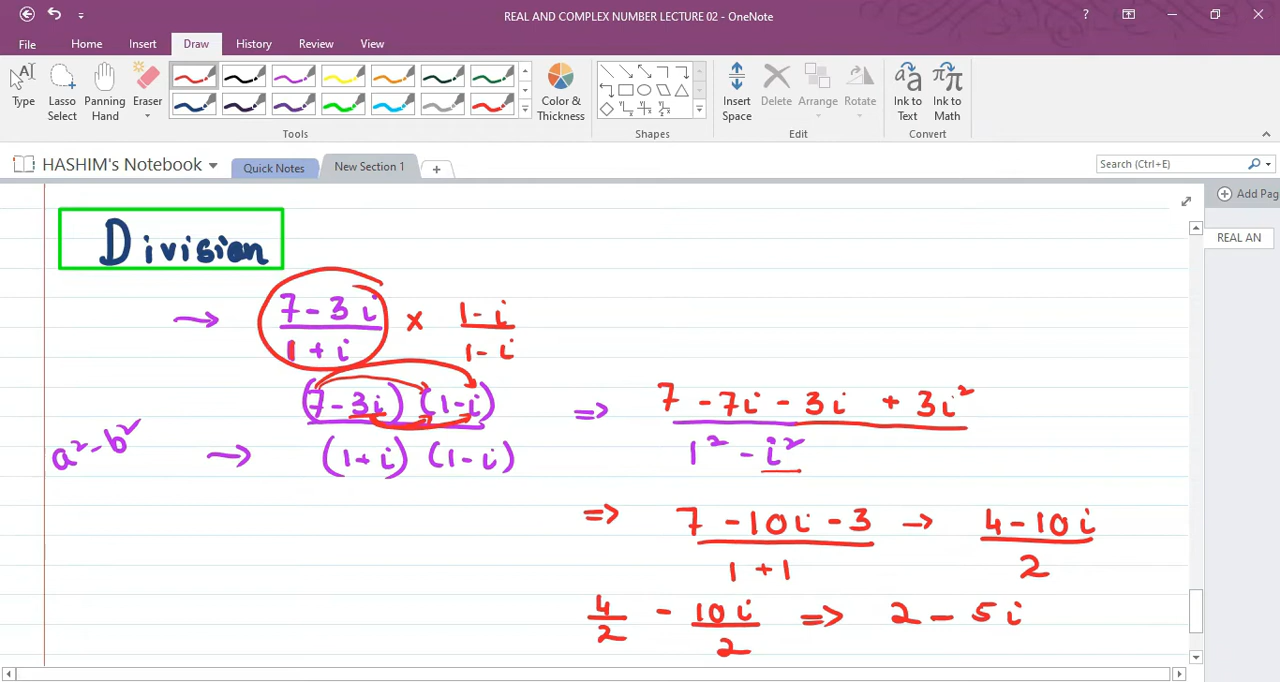 REAL AND COMPLEX NUMBER LECTURE 02 - OneNote
File Home Insert Draw History Review View
Type Lasso Select Panning Hand Eraser Color & Thickness Insert Space Delete Arrange Rotate Ink to Text Ink to Math
Tools Shapes Edit Convert
HASHIM's Notebook Quick Notes New Section 1 Search (Ctrl+E)
Add Pag
REAL AN
Division
→ 7 - 3i / 1 + i × 1 - i / 1 - i
(7 - 3i) (1 - i) / (1 + i) (1 - i) => 7 - 7i - 3i + 3i² / 1² - i²
a² - b² →
=> 7 - 10i - 3 / 1 + 1 → 4 - 10i / 2
4/2 - 10i/2 => 2 - 5i